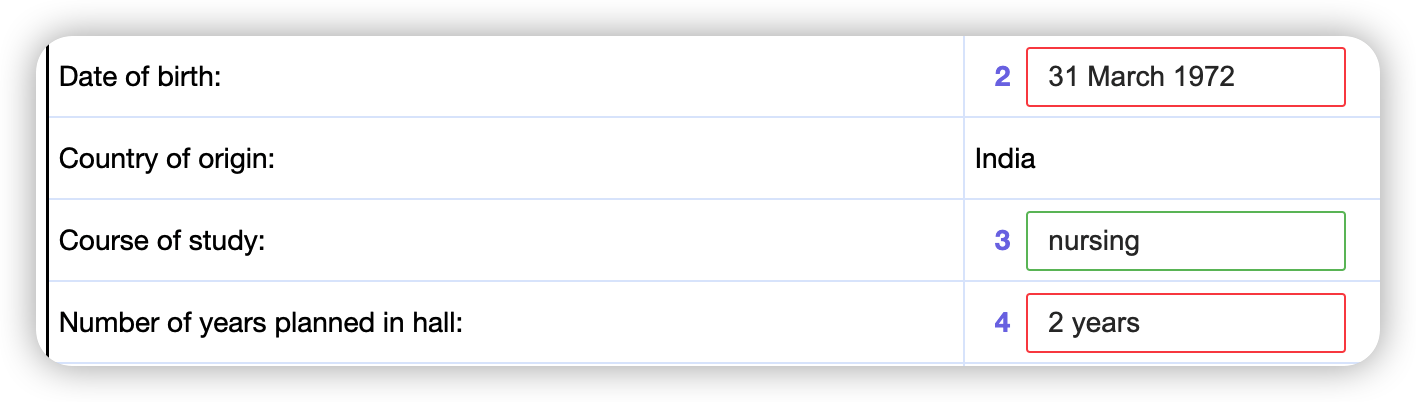 Date of birth: 2 31 March 1972
Country of origin: India
Course of study: 3 nursing
Number of years planned in hall: 4 2 years